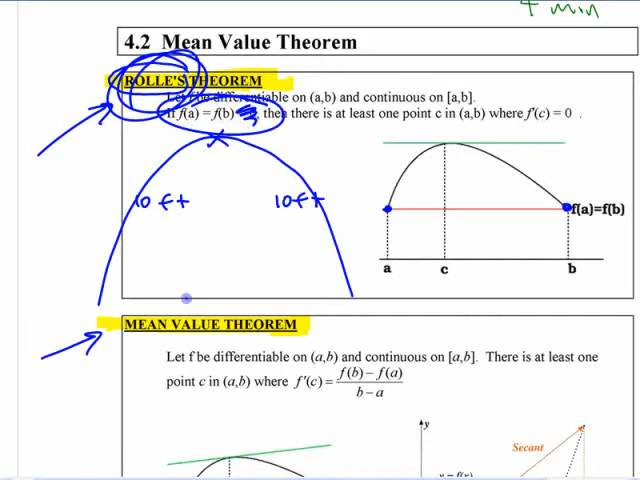 4 min
4.2 Mean Value Theorem
ROLLE'S THEOREM
Let f be differentiable on (a,b) and continuous on [a,b].
If f(a) = f(b) then there is at least one point c in (a,b) where f'(c) = 0 .
10 ft 10 ft
f(a)=f(b)
a c b
MEAN VALUE THEOREM
Let f be differentiable on (a,b) and continuous on [a,b]. There is at least one
point c in (a,b) where f'(c) = f(b) – f(a) / b – a
y
Secant
y = f(x)